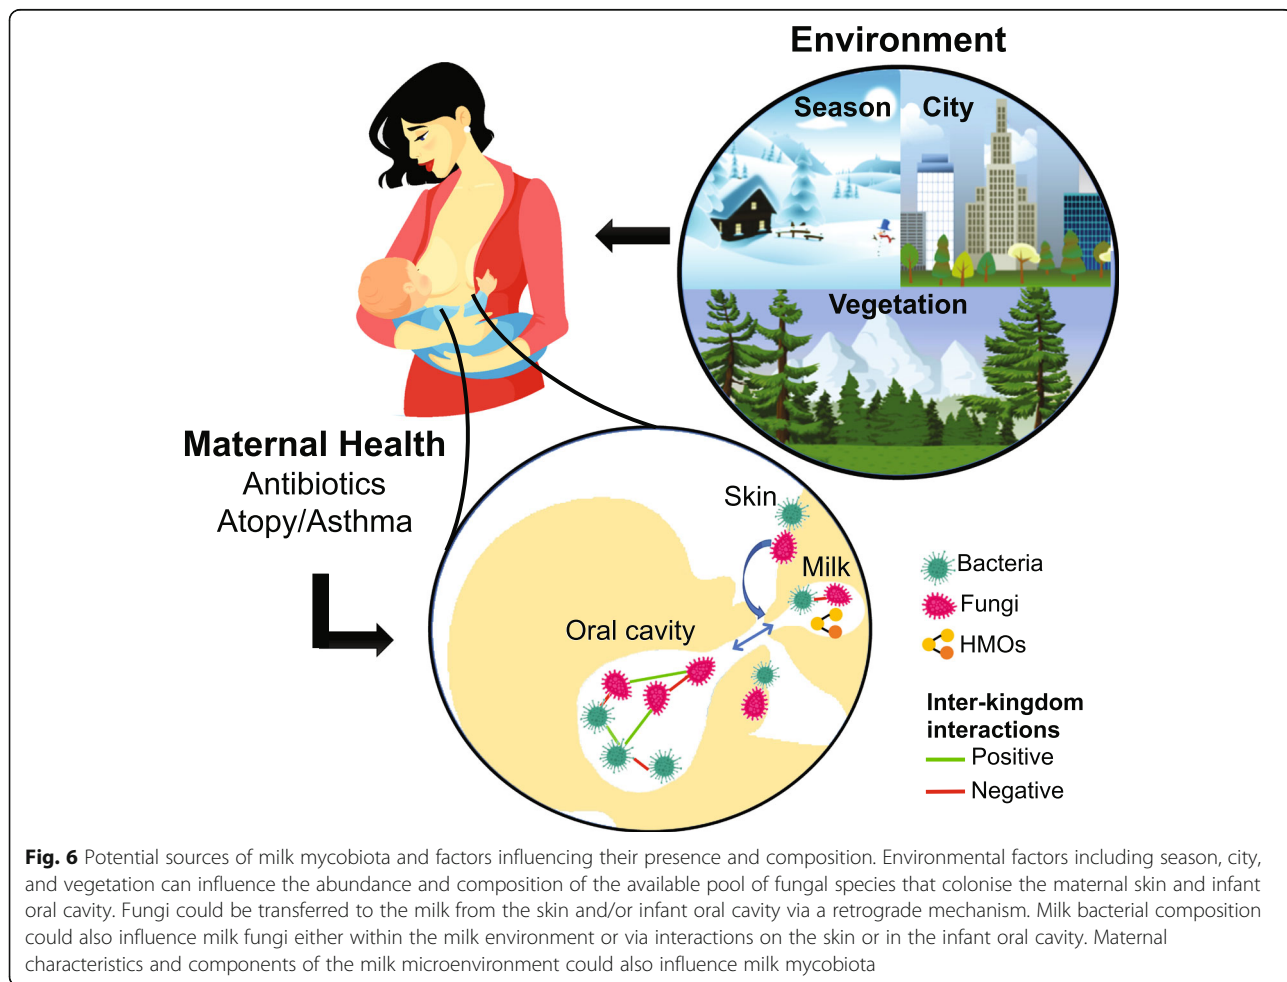 Environment
Season
City
Vegetation
Maternal Health
Antibiotics
Atopy/Asthma
Skin
Milk
Oral cavity
Bacteria
Fungi
HMOs
Inter-kingdom
interactions
Positive
Negative
Fig. 6 Potential sources of milk mycobiota and factors influencing their presence and composition. Environmental factors including season, city,
and vegetation can influence the abundance and composition of the available pool of fungal species that colonise the maternal skin and infant
oral cavity. Fungi could be transferred to the milk from the skin and/or infant oral cavity via a retrograde mechanism. Milk bacterial composition
could also influence milk fungi either within the milk environment or via interactions on the skin or in the infant oral cavity. Maternal
characteristics and components of the milk microenvironment could also influence milk mycobiota